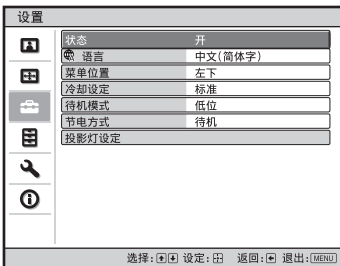 设置
状态 开
语言 中文(简体字)
菜单位置 左下
冷却设定 标准
待机模式 低位
节电方式 待机
投影灯设定
选择: 设定: 返回: 退出: MENU